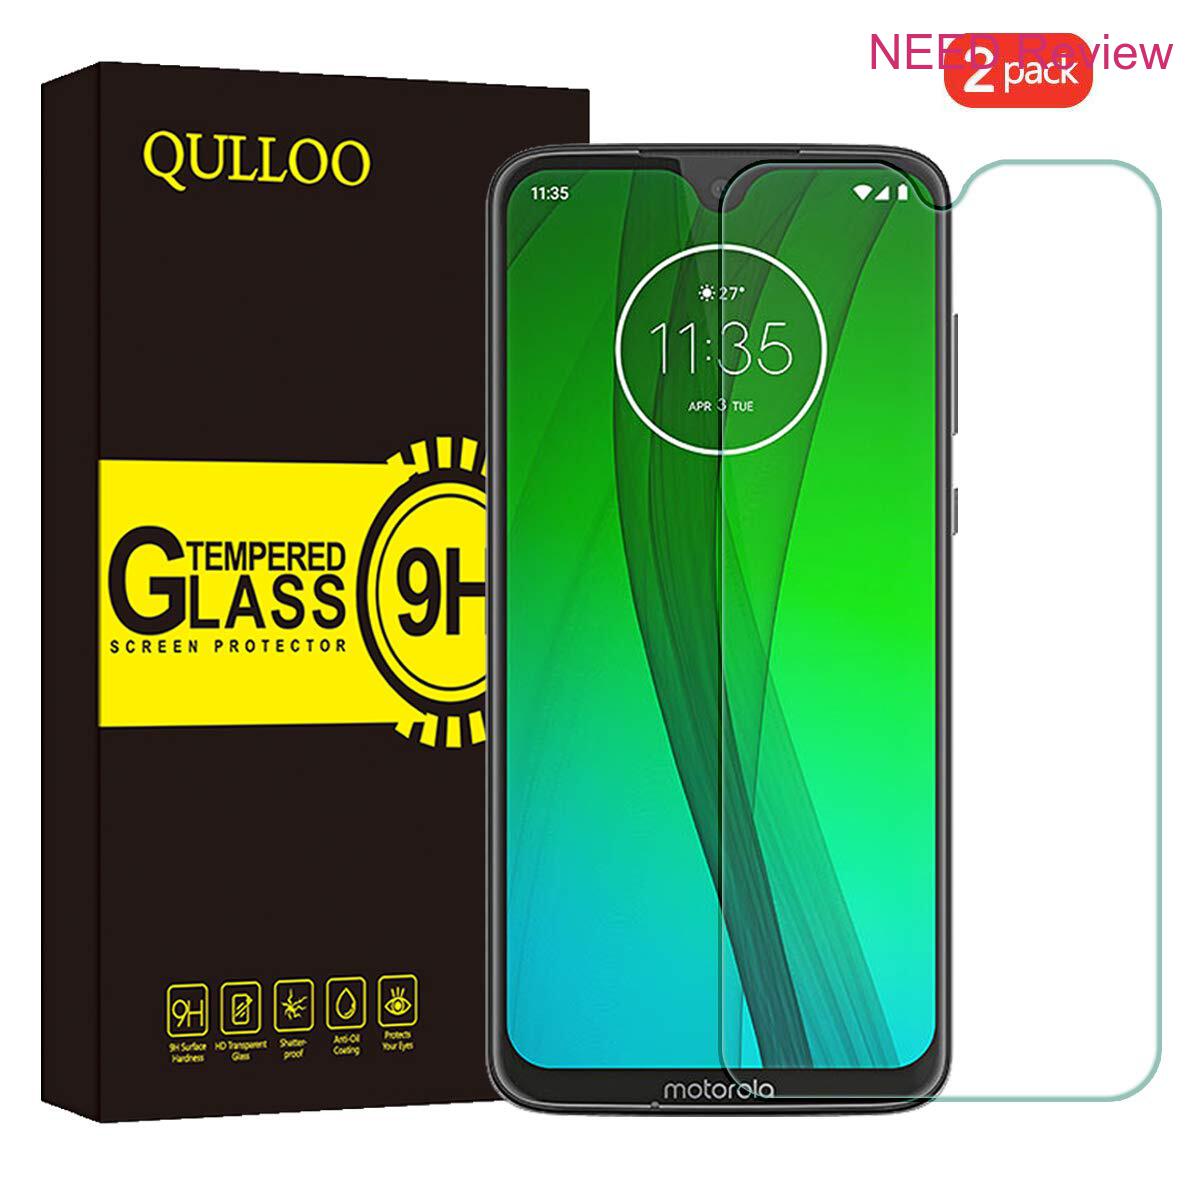 NEED Review
2 pack
QULLOO
11:35
27°
11:35
APR 3 TUE
TEMPERED
GLASS
SCREEN PROTECTOR
9H
9H
9H Surface
Hardness
HD Transparent
Glass
Shatter-
proof
Anti-Oil
Coating
Protects
Your Eyes
motorola